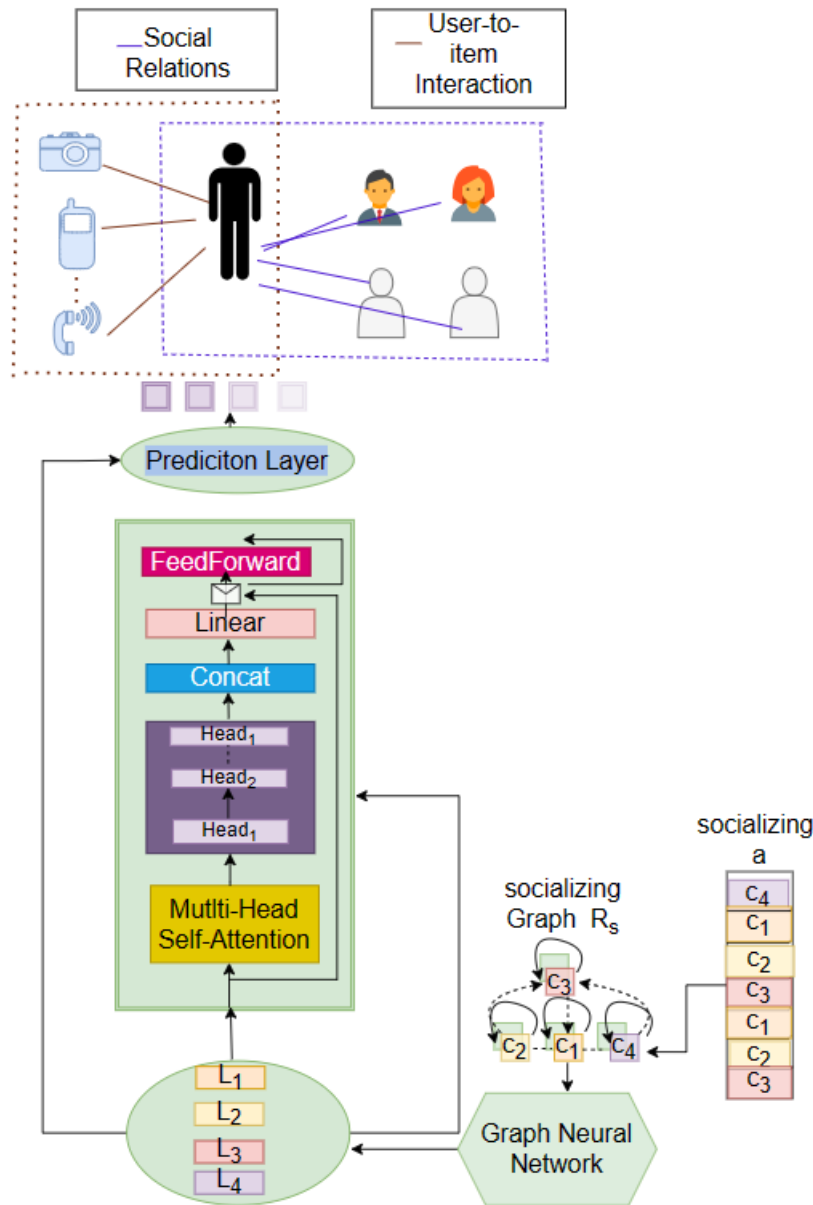 Social
Relations
User-to-
item
Interaction
Prediciton Layer
FeedForward
Linear
Concat
Head₁
Head₂
Head₁
Mutlti-Head
Self-Attention
L₁
L₂
L₃
L₄
socializing
Graph Rₛ
c₃
c₂ c₁ c₄
Graph Neural
Network
socializing
a
c₄
c₁
c₂
c₃
c₁
c₂
c₃